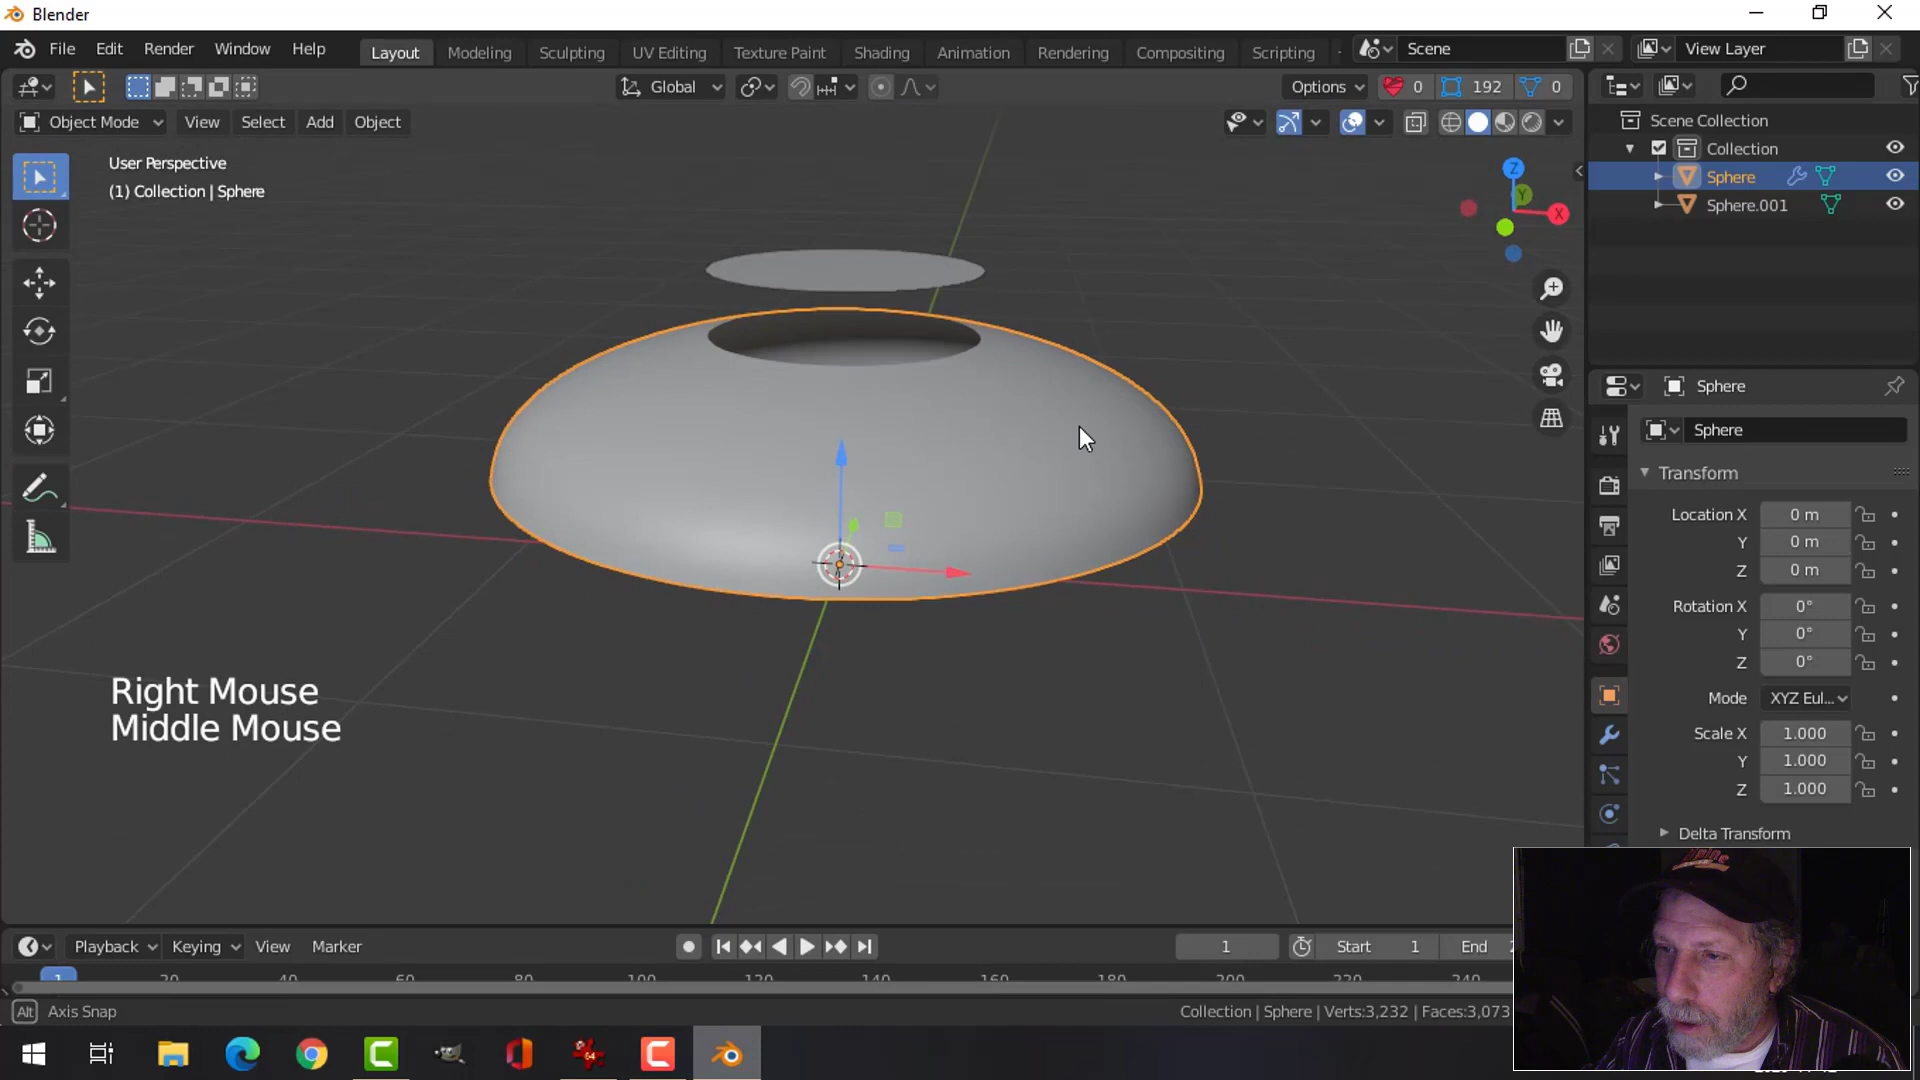 Blender
File Edit Render Window Help Layout Modeling Sculpting UV Editing Texture Paint Shading Animation Rendering Compositing Scripting Scene View Layer
Global Options 0 192 0
Object Mode View Select Add Object
User Perspective
(1) Collection | Sphere
Z
Y
X
Scene Collection
Collection
Sphere
Sphere.001
Sphere
Sphere
Transform
Location X 0 m
Y 0 m
Z 0 m
Rotation X 0°
Y 0°
Z 0°
Mode XYZ Eul...
Scale X 1.000
Y 1.000
Z 1.000
Delta Transform
Right Mouse
Middle Mouse
Playback Keying View Marker 1 Start 1 End
1 20 40 60 80 100 120 140 160 180 200 220 240
Alt Axis Snap Collection | Sphere | Verts:3,232 | Faces:3,073